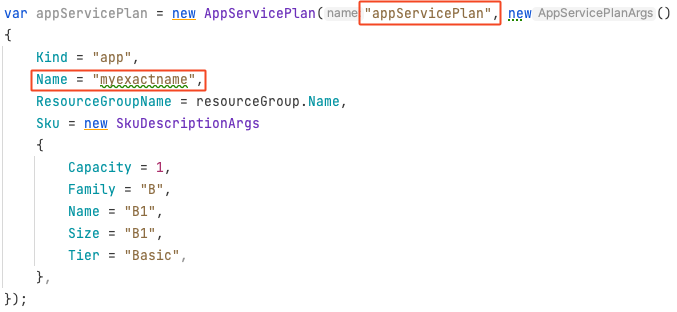 var appServicePlan = new AppServicePlan( name "appServicePlan", new AppServicePlanArgs ()
{
    Kind = "app",
    Name = "myexactname",
    ResourceGroupName = resourceGroup.Name,
    Sku = new SkuDescriptionArgs
    {
        Capacity = 1,
        Family = "B",
        Name = "B1",
        Size = "B1",
        Tier = "Basic",
    },
});